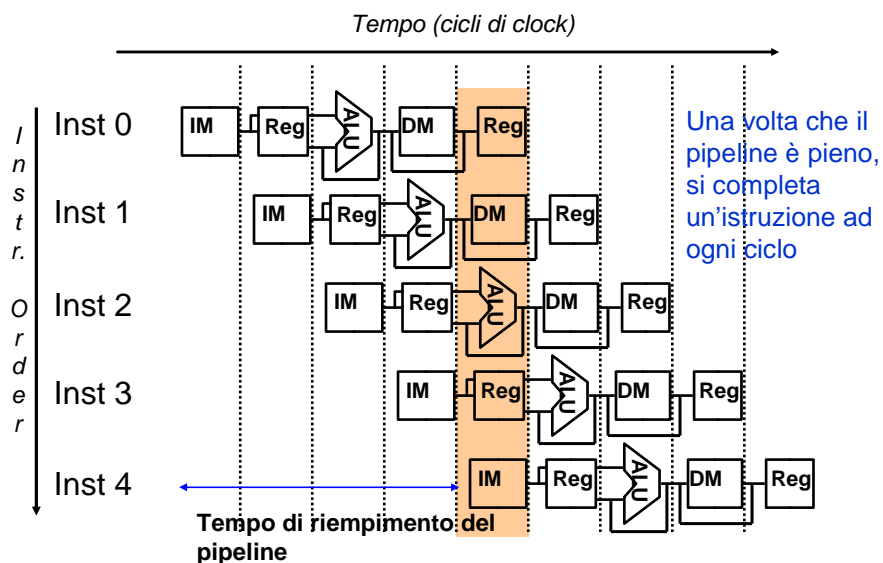 Tempo (cicli di clock)
Instr. Order
Inst 0
IM
Reg
ALU
DM
Reg
Una volta che il
pipeline è pieno,
si completa
un'istruzione ad
ogni ciclo
Inst 1
IM
Reg
ALU
DM
Reg
Inst 2
IM
Reg
ALU
DM
Reg
Inst 3
IM
Reg
ALU
DM
Reg
Inst 4
IM
Reg
ALU
DM
Reg
Tempo di riempimento del
pipeline